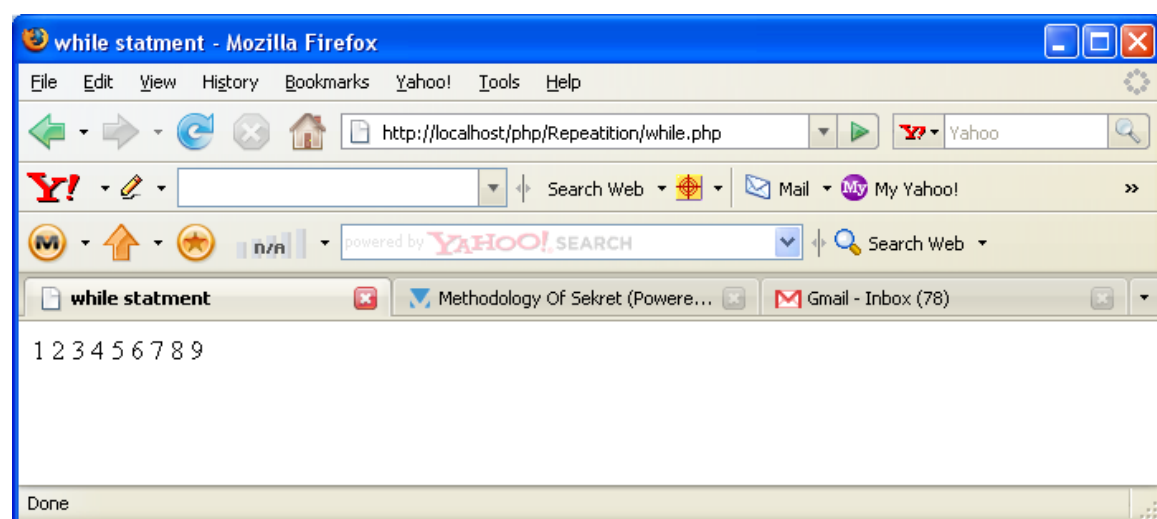 while statment - Mozilla Firefox
File Edit View History Bookmarks Yahoo! Tools Help
http://localhost/php/Repeatition/while.php Yahoo
Y! Search Web Mail My My Yahoo!
M n/a powered by YAHOO! SEARCH Search Web
while statment Methodology Of Sekret (Powere... Gmail - Inbox (78)
1 2 3 4 5 6 7 8 9
Done